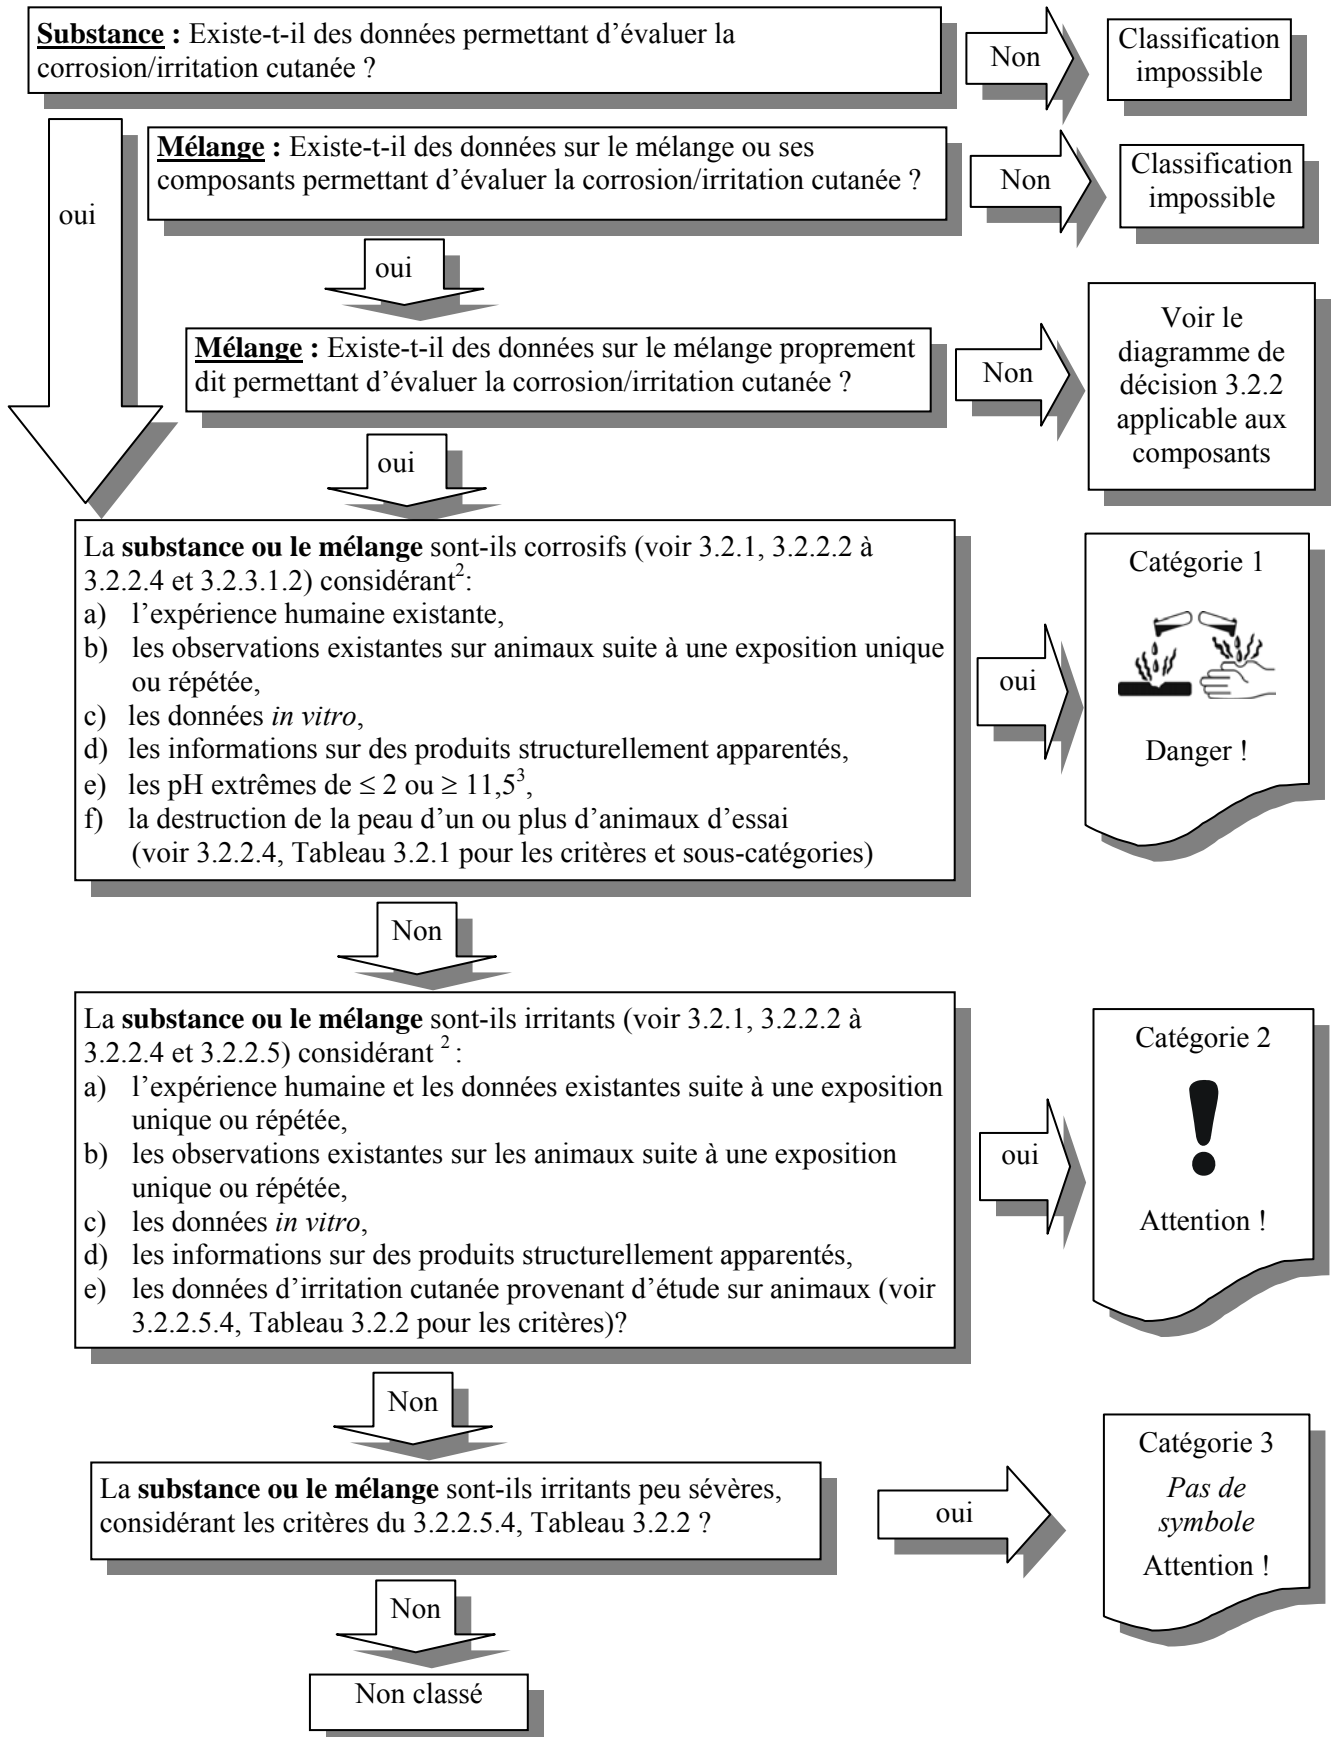 Substance : Existe-t-il des données permettant d’évaluer la
corrosion/irritation cutanée ?
Non
Classification
impossible
oui
Mélange : Existe-t-il des données sur le mélange ou ses
composants permettant d’évaluer la corrosion/irritation cutanée ?
Non
Classification
impossible
oui
Mélange : Existe-t-il des données sur le mélange proprement
dit permettant d’évaluer la corrosion/irritation cutanée ?
Non
Voir le
diagramme de
décision 3.2.2
applicable aux
composants
oui
La substance ou le mélange sont-ils corrosifs (voir 3.2.1, 3.2.2.2 à
3.2.2.4 et 3.2.3.1.2) considérant²:
a) l’expérience humaine existante,
b) les observations existantes sur animaux suite à une exposition unique
ou répétée,
c) les données in vitro,
d) les informations sur des produits structurellement apparentés,
e) les pH extrêmes de ≤ 2 ou ≥ 11,5³,
f) la destruction de la peau d’un ou plus d’animaux d’essai
(voir 3.2.2.4, Tableau 3.2.1 pour les critères et sous-catégories)
oui
Catégorie 1
Danger !
Non
La substance ou le mélange sont-ils irritants (voir 3.2.1, 3.2.2.2 à
3.2.2.4 et 3.2.2.5) considérant ² :
a) l’expérience humaine et les données existantes suite à une exposition
unique ou répétée,
b) les observations existantes sur les animaux suite à une exposition
unique ou répétée,
c) les données in vitro,
d) les informations sur des produits structurellement apparentés,
e) les données d’irritation cutanée provenant d’étude sur animaux (voir
3.2.2.5.4, Tableau 3.2.2 pour les critères)?
oui
Catégorie 2
Attention !
Non
La substance ou le mélange sont-ils irritants peu sévères,
considérant les critères du 3.2.2.5.4, Tableau 3.2.2 ?
oui
Catégorie 3
Pas de
symbole
Attention !
Non
Non classé